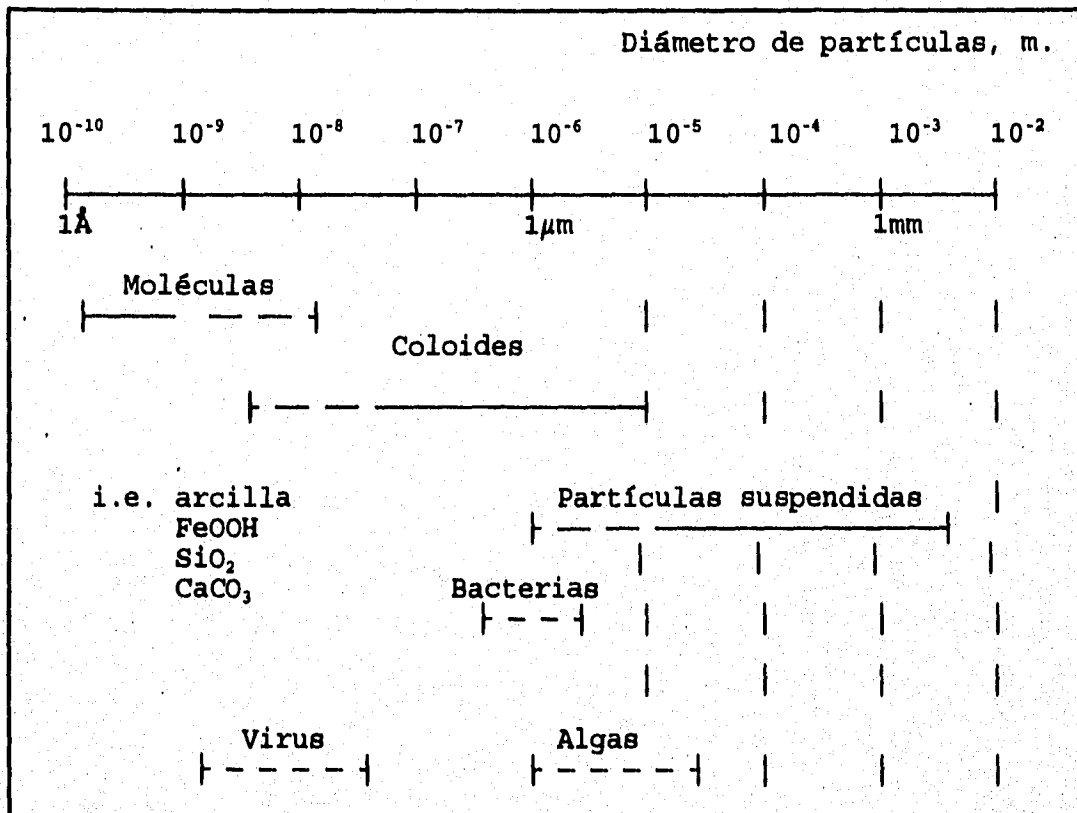 Diámetro de partículas, m.
10⁻¹⁰ 10⁻⁹ 10⁻⁸ 10⁻⁷ 10⁻⁶ 10⁻⁵ 10⁻⁴ 10⁻³ 10⁻²
1Å 1μm 1mm
Moléculas
Coloides
i.e. arcilla Partículas suspendidas
FeOOH
SiO₂
CaCO₃ Bacterias
Virus Algas